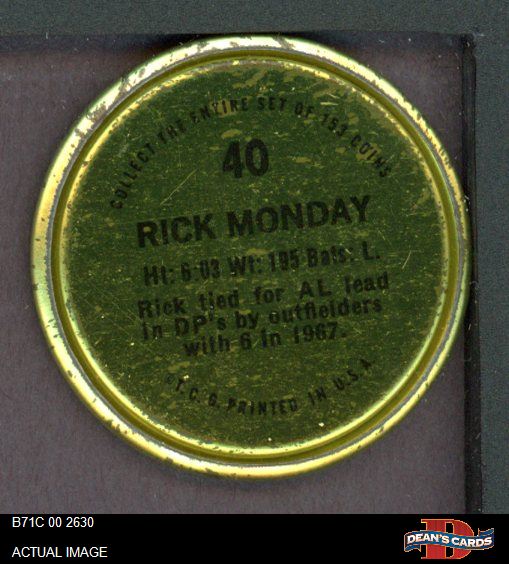 COLLECT THE ENTIRE SET OF 153 COINS
40
RICK MONDAY
Ht: 6-03 Wt: 195 Bats: L.
Rick tied for AL lead
in DP's by outfielders
with 6 in 1967.
©T.C.G. PRINTED IN U.S.A.
B71C 00 2630
ACTUAL IMAGE
DEAN'S CARDS